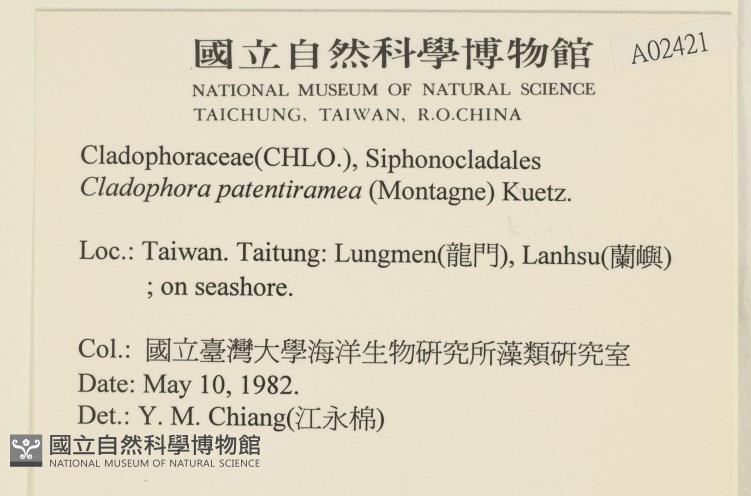 國立自然科學博物館
A02421
NATIONAL MUSEUM OF NATURAL SCIENCE
TAICHUNG, TAIWAN, R.O.CHINA
Cladophoraceae(CHLO.), Siphonocladales
Cladophora patentiramea (Montagne) Kuetz.
Loc.: Taiwan. Taitung: Lungmen(龍門), Lanhsu(蘭嶼)
; on seashore.
Col.: 國立臺灣大學海洋生物研究所藻類研究室
Date: May 10, 1982.
Det.: Y. M. Chiang(江永棉)
國立自然科學博物館
NATIONAL MUSEUM OF NATURAL SCIENCE